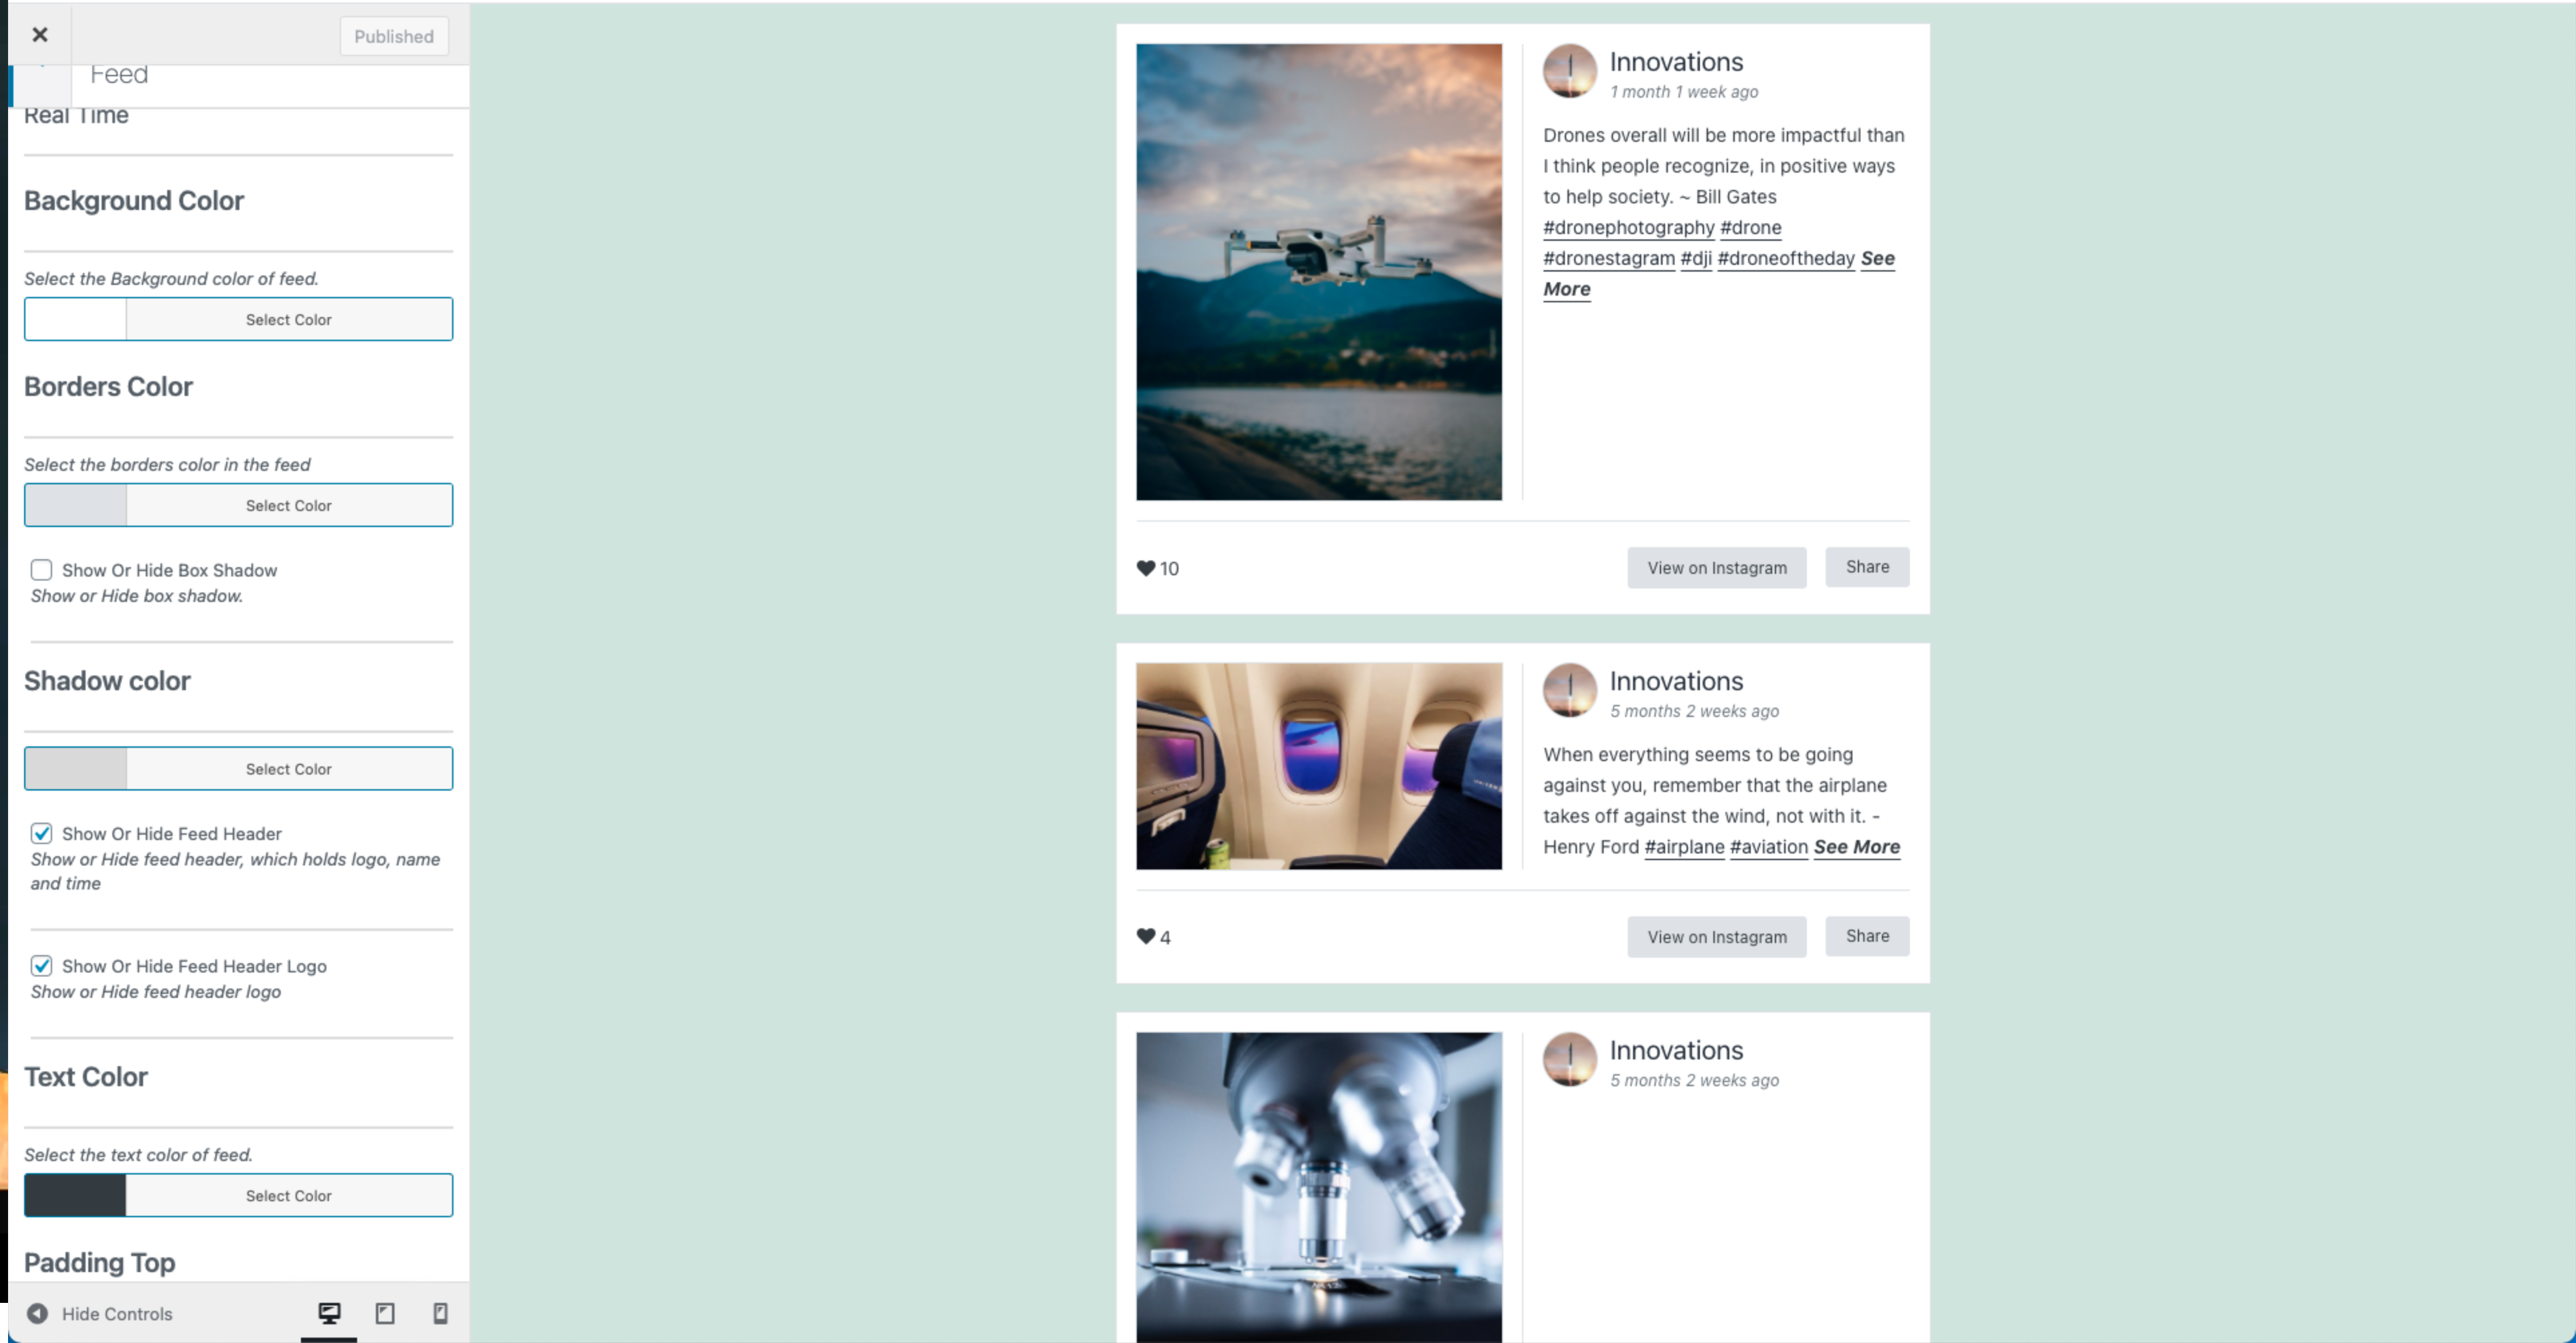 Published
Feed
Real Time
Background Color
Select the Background color of feed.
Select Color
Borders Color
Select the borders color in the feed
Select Color
Show Or Hide Box Shadow
Show or Hide box shadow.
Shadow color
Select Color
Show Or Hide Feed Header
Show or Hide feed header, which holds logo, name
and time
Show Or Hide Feed Header Logo
Show or Hide feed header logo
Text Color
Select the text color of feed.
Select Color
Padding Top
Hide Controls
Innovations
1 month 1 week ago
Drones overall will be more impactful than
I think people recognize, in positive ways
to help society. ~ Bill Gates
#dronephotography #drone
#dronestagram #dji #droneoftheday See
More
10
View on Instagram
Share
Innovations
5 months 2 weeks ago
When everything seems to be going
against you, remember that the airplane
takes off against the wind, not with it. -
Henry Ford #airplane #aviation See More
4
View on Instagram
Share
Innovations
5 months 2 weeks ago